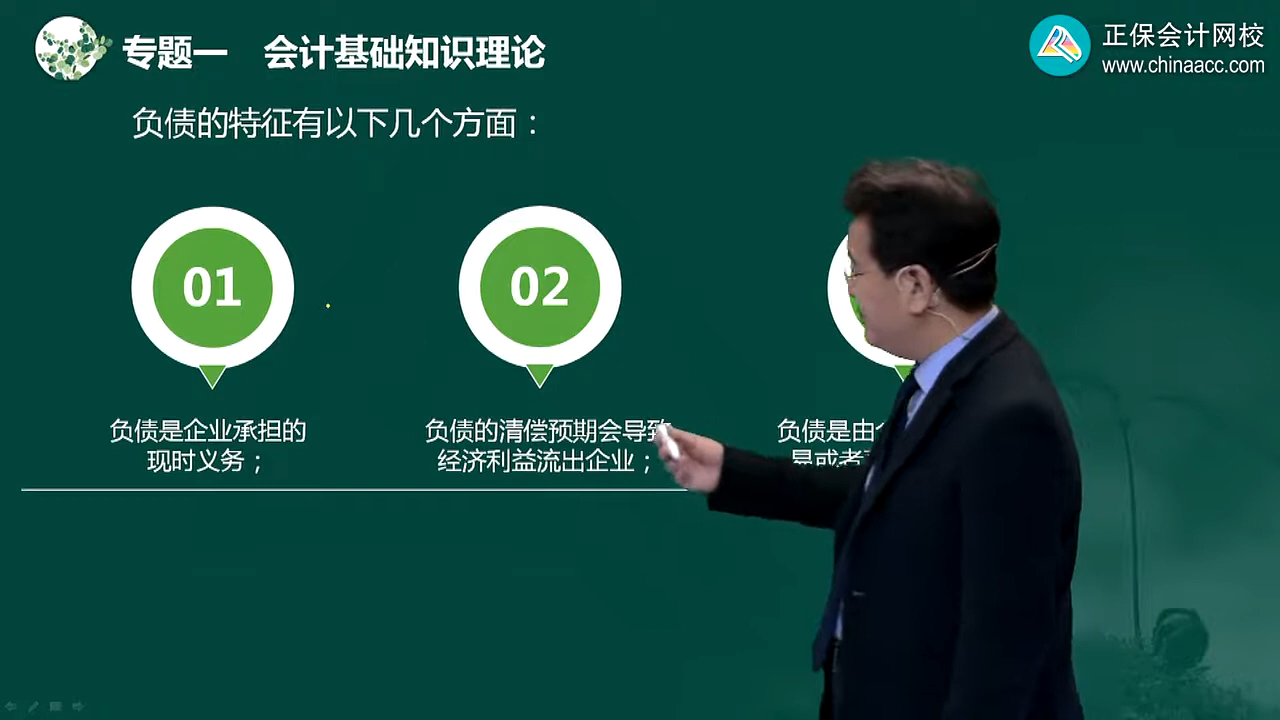 专题一 会计基础知识理论
正保会计网校
www.chinaacc.com
负债的特征有以下几个方面：
01
02
负债是企业承担的
现时义务；
负债的清偿预期会导致
经济利益流出企业；
负债是由
易或者